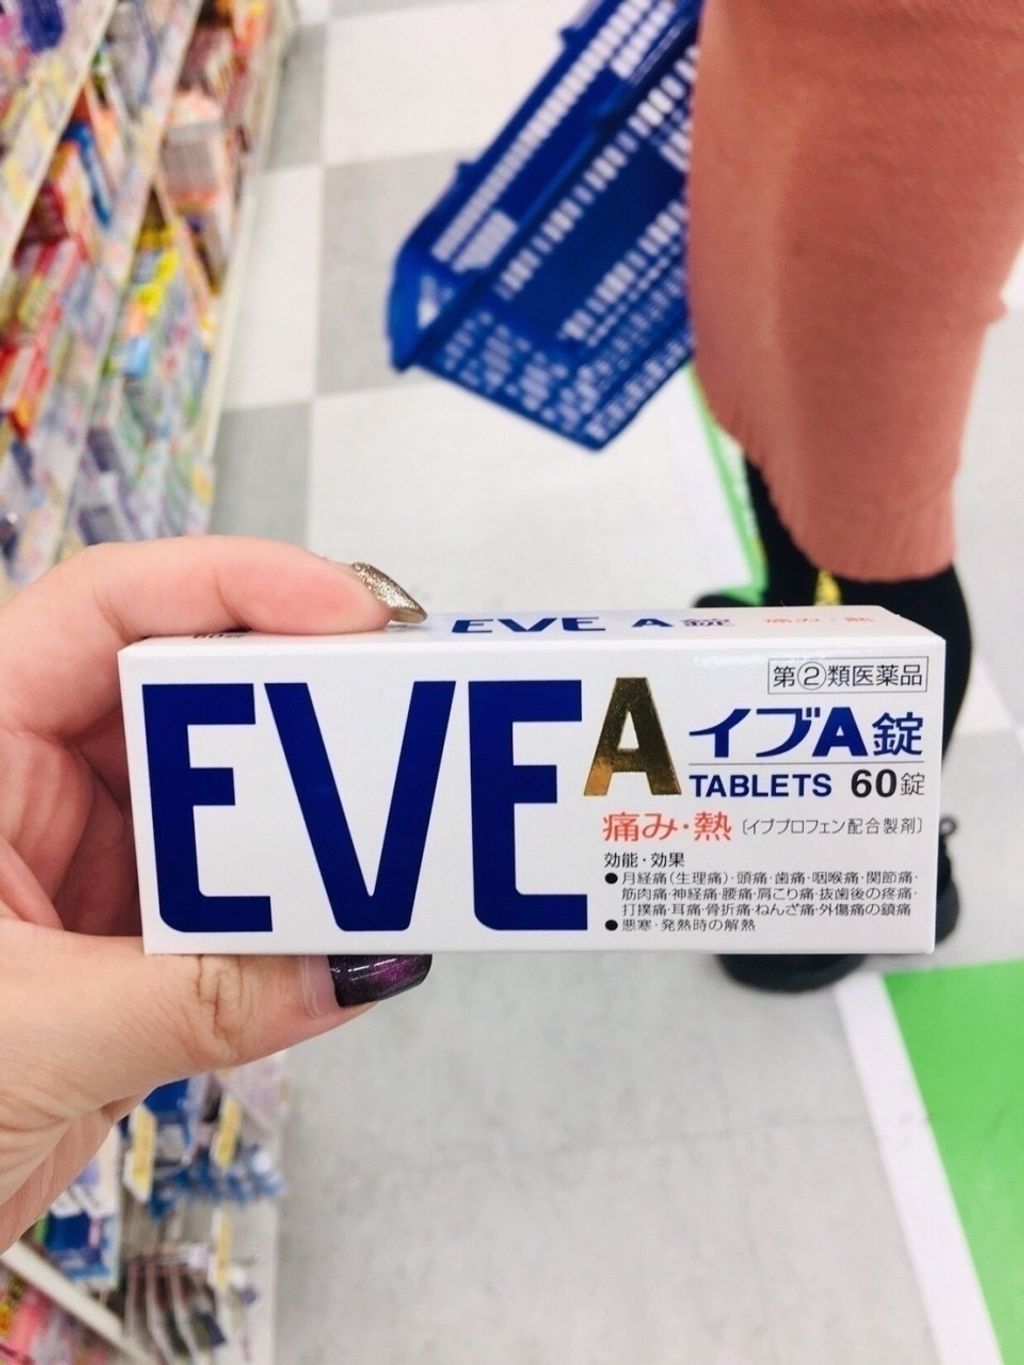 EVE A 錠 痛み・熱
第②類医薬品
EVE A イブA錠
TABLETS 60錠
痛み・熱 〔イブプロフェン配合製剤〕
効能・効果
●月経痛(生理痛)・頭痛・歯痛・咽喉痛・関節痛・
筋肉痛・神経痛・腰痛・肩こり痛・抜歯後の疼痛・
打撲痛・耳痛・骨折痛・ねんざ痛・外傷痛の鎮痛
●悪寒・発熱時の解熱